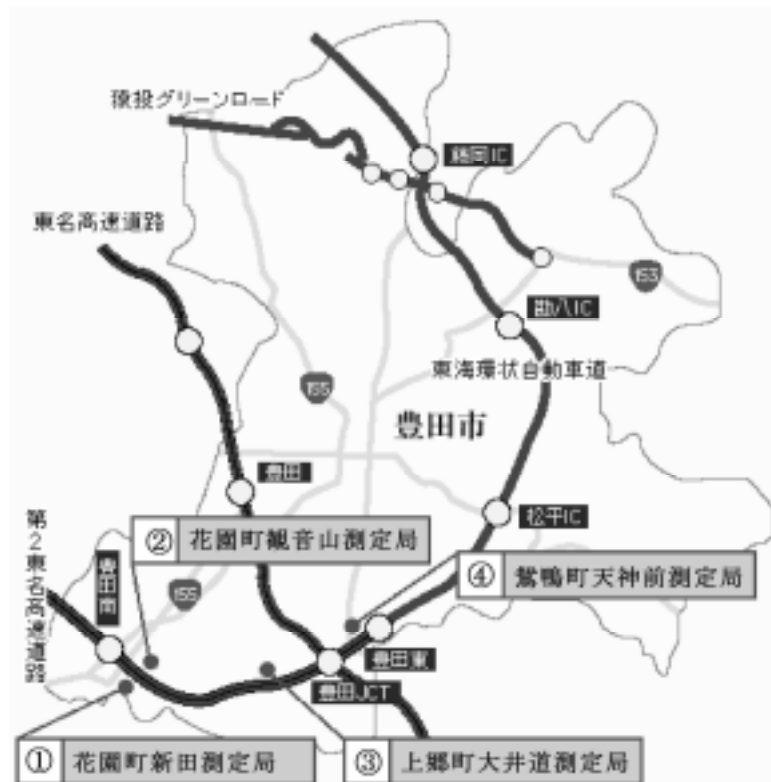 猿投グリーンロード
藤岡IC
東名高速道路
153
勘八IC
東海環状自動車道
155
豊田市
豊田
松平IC
第2東名高速道路
② 花園町観音山測定局
豊田南
④ 鴛鴨町天神前測定局
155
豊田東
豊田JCT
① 花園町新田測定局
③ 上郷町大井道測定局